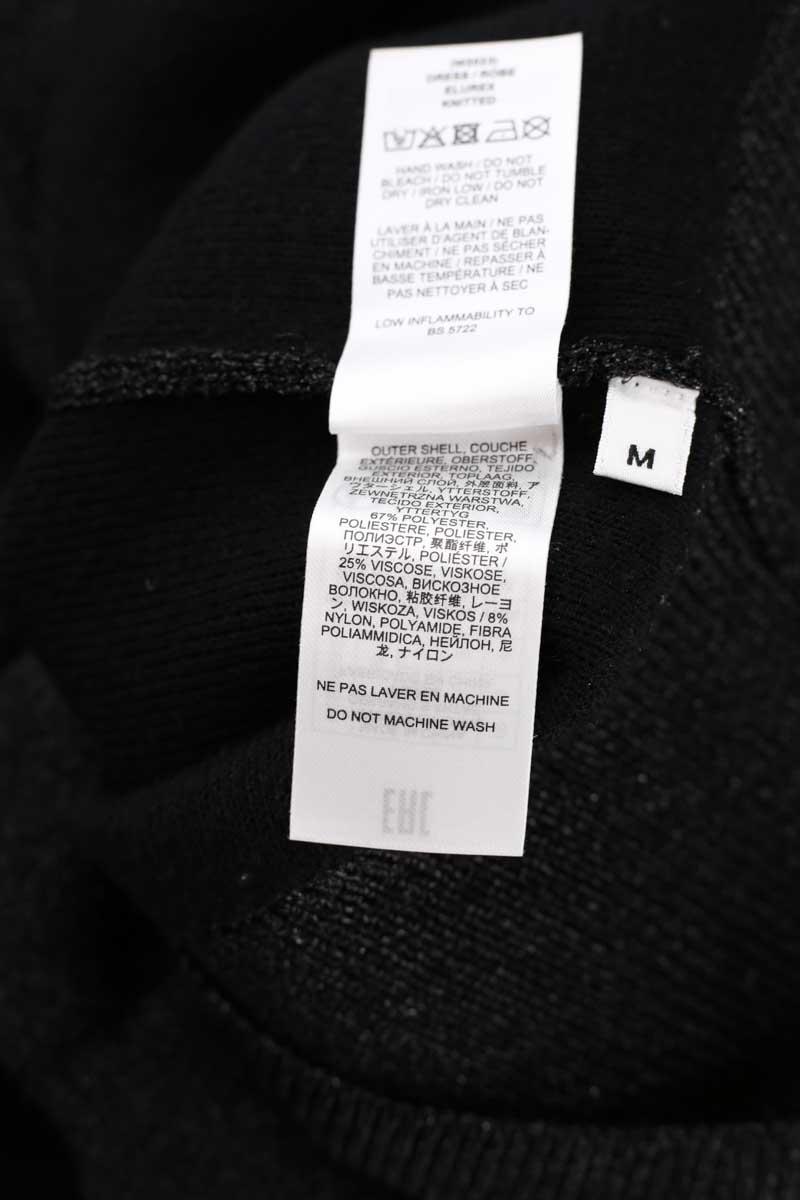 DRESS / ROBE
ELUREX
KNITTED
HAND WASH / DO NOT
BLEACH / DO NOT TUMBLE
DRY / IRON LOW / DO NOT
DRY CLEAN
LAVER À LA MAIN / NE PAS
UTILISER D'AGENT DE BLAN-
CHIMENT / NE PAS SÉCHER
EN MACHINE / REPASSER À
BASSE TEMPÉRATURE / NE
PAS NETTOYER À SEC
LOW INFLAMMABILITY TO
BS 5722
M
OUTER SHELL, COUCHE
EXTÉRIEURE, OBERSTOFF,
GUSCIO ESTERNO, TEJIDO
EXTERIOR, TOPLAAG,
ВНЕШНИЙ СЛОЙ, 外层面料, ア
ウターシェル, YTTERSTOFF,
ZEWNĘTRZNA WARSTWA,
TECIDO EXTERIOR,
YTTERTYG
67% POLYESTER,
POLIESTERE, POLIESTER,
ПОЛИЭСТР, 聚酯纤维, ポ
リエステル, POLIÉSTER /
25% VISCOSE, VISKOSE,
VISCOSA, ВИСКОЗНОЕ
ВОЛОКНО, 粘胶纤维, レーヨ
ン, WISKOZA, VISKOS / 8%
NYLON, POLYAMIDE, FIBRA
POLIAMMIDICA, НЕЙЛОН, 尼
龙, ナイロン
NE PAS LAVER EN MACHINE
DO NOT MACHINE WASH